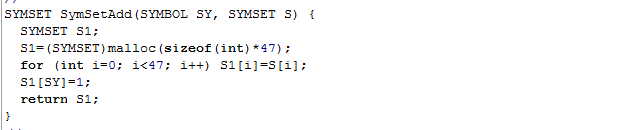 SYMSET SymSetAdd(SYMBOL SY, SYMSET S) {
SYMSET S1;
S1=(SYMSET)malloc(sizeof(int)*47);
for (int i=0; i<47; i++) S1[i]=S[i];
S1[SY]=1;
return S1;
}